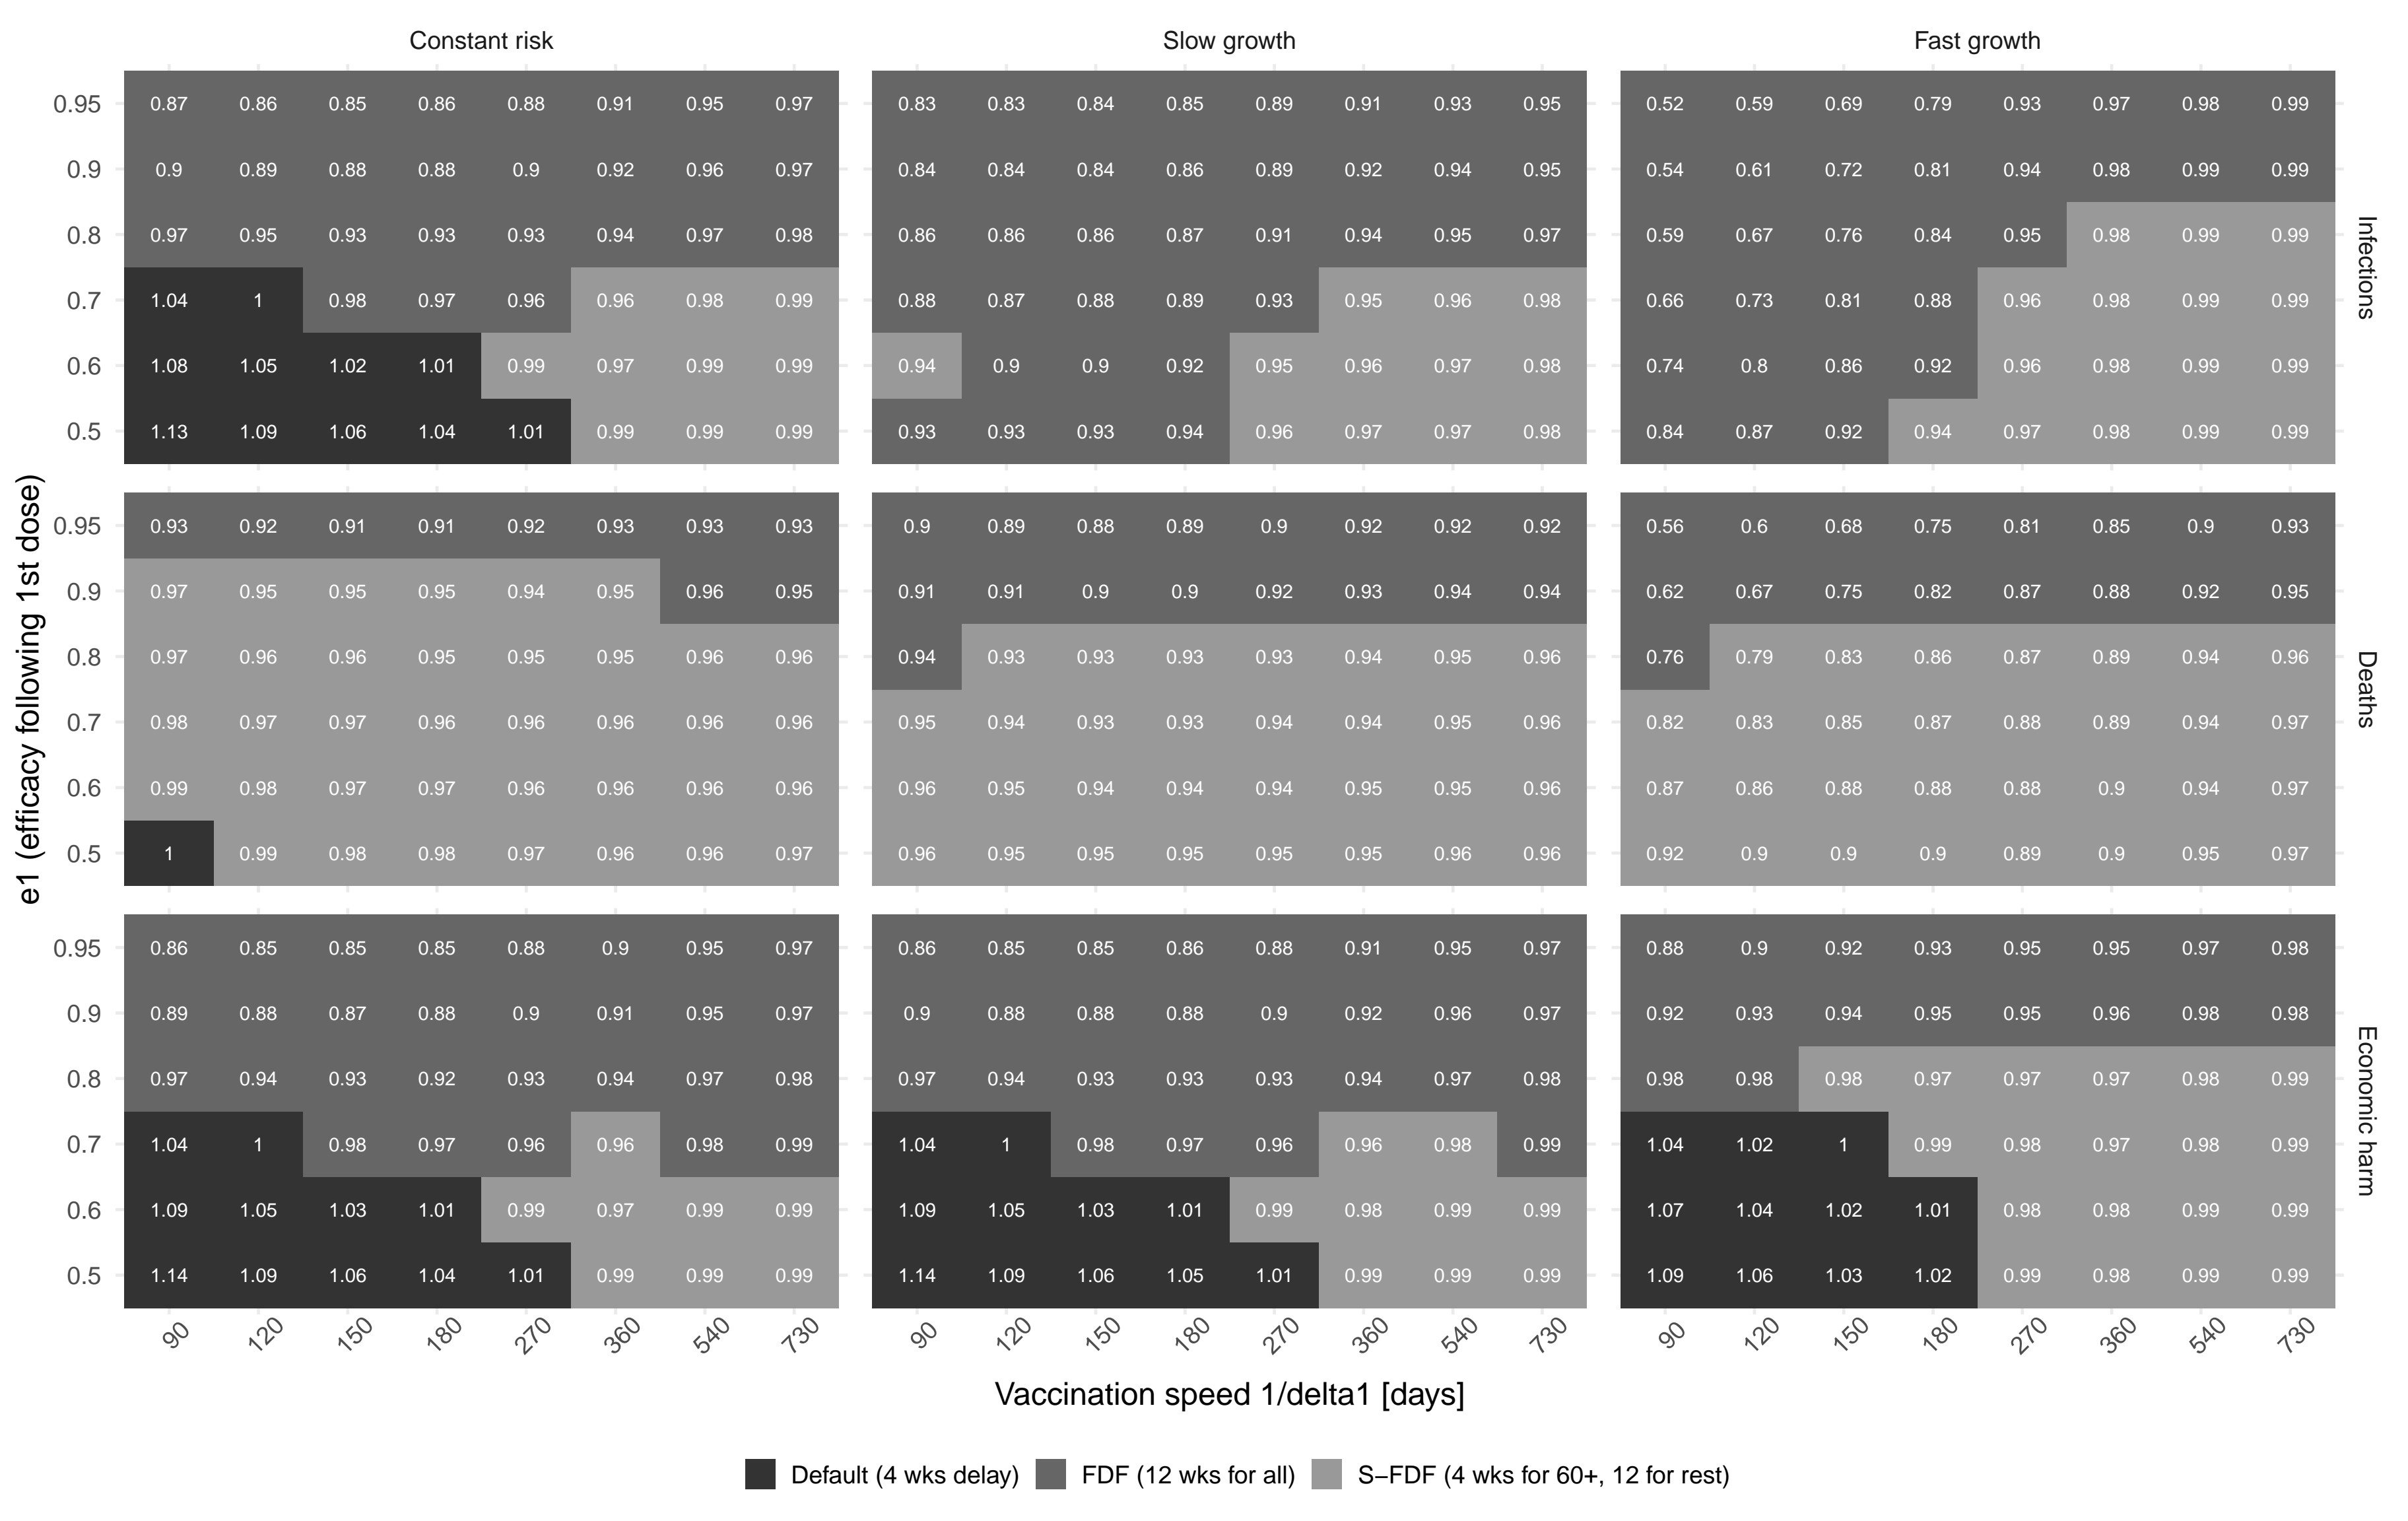 Constant risk Slow growth Fast growth
0.95 0.87 0.86 0.85 0.86 0.88 0.91 0.95 0.97 0.83 0.83 0.84 0.85 0.89 0.91 0.93 0.95 0.52 0.59 0.69 0.79 0.93 0.97 0.98 0.99
0.9 0.9 0.89 0.88 0.88 0.9 0.92 0.96 0.97 0.84 0.84 0.84 0.86 0.89 0.92 0.94 0.95 0.54 0.61 0.72 0.81 0.94 0.98 0.99 0.99
0.8 0.97 0.95 0.93 0.93 0.93 0.94 0.97 0.98 0.86 0.86 0.86 0.87 0.91 0.94 0.95 0.97 0.59 0.67 0.76 0.84 0.95 0.98 0.99 0.99
0.7 1.04 1 0.98 0.97 0.96 0.96 0.98 0.99 0.88 0.87 0.88 0.89 0.93 0.95 0.96 0.98 0.66 0.73 0.81 0.88 0.96 0.98 0.99 0.99
0.6 1.08 1.05 1.02 1.01 0.99 0.97 0.99 0.99 0.94 0.9 0.9 0.92 0.95 0.96 0.97 0.98 0.74 0.8 0.86 0.92 0.96 0.98 0.99 0.99
0.5 1.13 1.09 1.06 1.04 1.01 0.99 0.99 0.99 0.93 0.93 0.93 0.94 0.96 0.97 0.97 0.98 0.84 0.87 0.92 0.94 0.97 0.98 0.99 0.99
Infections
e1 (efficacy following 1st dose)
0.95 0.93 0.92 0.91 0.91 0.92 0.93 0.93 0.93 0.9 0.89 0.88 0.89 0.9 0.92 0.92 0.92 0.56 0.6 0.68 0.75 0.81 0.85 0.9 0.93
0.9 0.97 0.95 0.95 0.95 0.94 0.95 0.96 0.95 0.91 0.91 0.9 0.9 0.92 0.93 0.94 0.94 0.62 0.67 0.75 0.82 0.87 0.88 0.92 0.95
0.8 0.97 0.96 0.96 0.95 0.95 0.95 0.96 0.96 0.94 0.93 0.93 0.93 0.93 0.94 0.95 0.96 0.76 0.79 0.83 0.86 0.87 0.89 0.94 0.96
0.7 0.98 0.97 0.97 0.96 0.96 0.96 0.96 0.96 0.95 0.94 0.93 0.93 0.94 0.94 0.95 0.96 0.82 0.83 0.85 0.87 0.88 0.89 0.94 0.97
0.6 0.99 0.98 0.97 0.97 0.96 0.96 0.96 0.96 0.96 0.95 0.94 0.94 0.94 0.95 0.95 0.96 0.87 0.86 0.88 0.88 0.88 0.9 0.94 0.97
0.5 1 0.99 0.98 0.98 0.97 0.96 0.96 0.97 0.96 0.95 0.95 0.95 0.95 0.95 0.96 0.96 0.92 0.9 0.9 0.9 0.89 0.9 0.95 0.97
Deaths
0.95 0.86 0.85 0.85 0.85 0.88 0.9 0.95 0.97 0.86 0.85 0.85 0.86 0.88 0.91 0.95 0.97 0.88 0.9 0.92 0.93 0.95 0.95 0.97 0.98
0.9 0.89 0.88 0.87 0.88 0.9 0.91 0.95 0.97 0.9 0.88 0.88 0.88 0.9 0.92 0.96 0.97 0.92 0.93 0.94 0.95 0.95 0.96 0.98 0.98
0.8 0.97 0.94 0.93 0.92 0.93 0.94 0.97 0.98 0.97 0.94 0.93 0.93 0.93 0.94 0.97 0.98 0.98 0.98 0.98 0.97 0.97 0.97 0.98 0.99
0.7 1.04 1 0.98 0.97 0.96 0.96 0.98 0.99 1.04 1 0.98 0.97 0.96 0.96 0.98 0.99 1.04 1.02 1 0.99 0.98 0.97 0.98 0.99
0.6 1.09 1.05 1.03 1.01 0.99 0.97 0.99 0.99 1.09 1.05 1.03 1.01 0.99 0.98 0.99 0.99 1.07 1.04 1.02 1.01 0.98 0.98 0.99 0.99
0.5 1.14 1.09 1.06 1.04 1.01 0.99 0.99 0.99 1.14 1.09 1.06 1.05 1.01 0.99 0.99 0.99 1.09 1.06 1.03 1.02 0.99 0.98 0.99 0.99
Economic harm
90 120 150 180 270 360 540 730 90 120 150 180 270 360 540 730 90 120 150 180 270 360 540 730
Vaccination speed 1/delta1 [days]
Default (4 wks delay) FDF (12 wks for all) S−FDF (4 wks for 60+, 12 for rest)